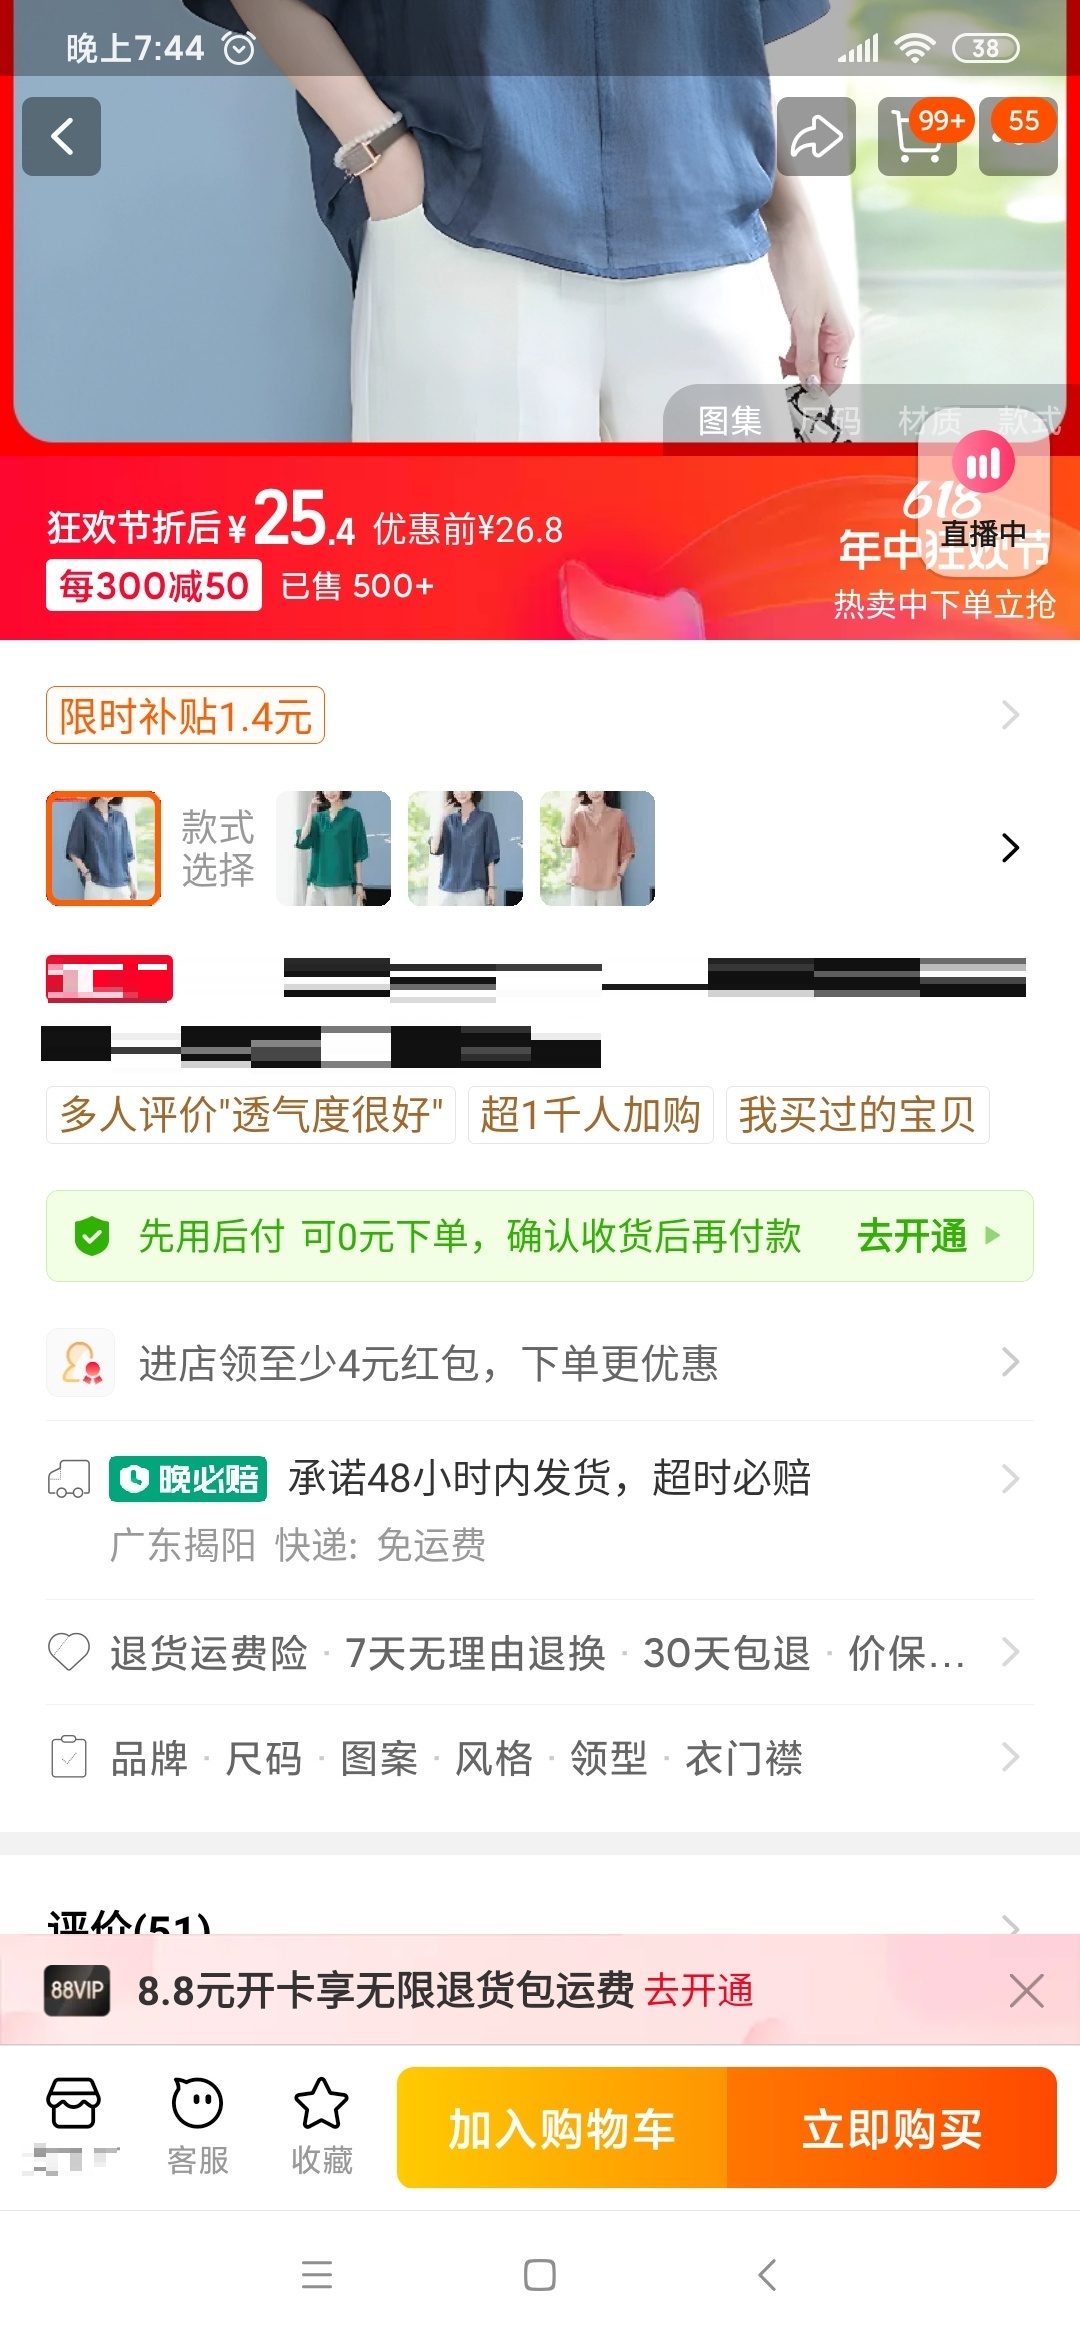 晚上7:44
38
99+
55
图集 尺码 材质 款式
狂欢节折后¥25.4 优惠前¥26.8
618
直播中
年中狂欢节
每300减50 已售 500+
热卖中下单立抢
限时补贴1.4元
款式
选择
多人评价"透气度很好" 超1千人加购 我买过的宝贝
先用后付 可0元下单，确认收货后再付款 去开通
进店领至少4元红包，下单更优惠
晚必赔 承诺48小时内发货，超时必赔
广东揭阳 快递: 免运费
退货运费险 · 7天无理由退换 · 30天包退 · 价保...
品牌 · 尺码 · 图案 · 风格 · 领型 · 衣门襟
评价(51)
88VIP 8.8元开卡享无限退货包运费 去开通
客服 收藏 加入购物车 立即购买